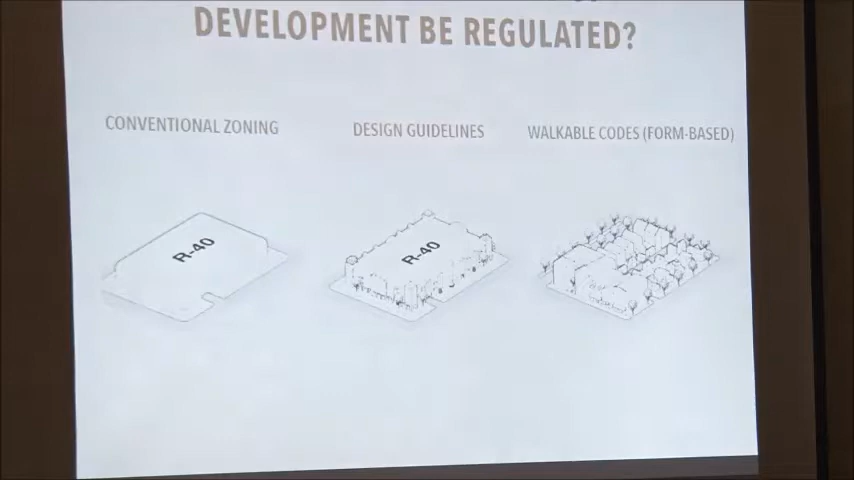 DEVELOPMENT BE REGULATED?
CONVENTIONAL ZONING
DESIGN GUIDELINES
WALKABLE CODES (FORM-BASED)
R-40
R-40